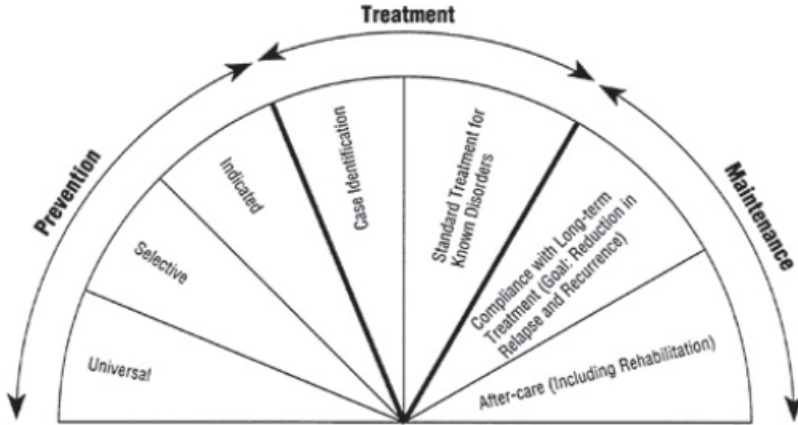 Treatment
Prevention
Maintenance
Universal
Selective
Indicated
Case Identification
Standard Treatment for
Known Disorders
Compliance with Long-term
Treatment (Goal: Reduction in
Relapse and Recurrence)
After-care (Including Rehabilitation)